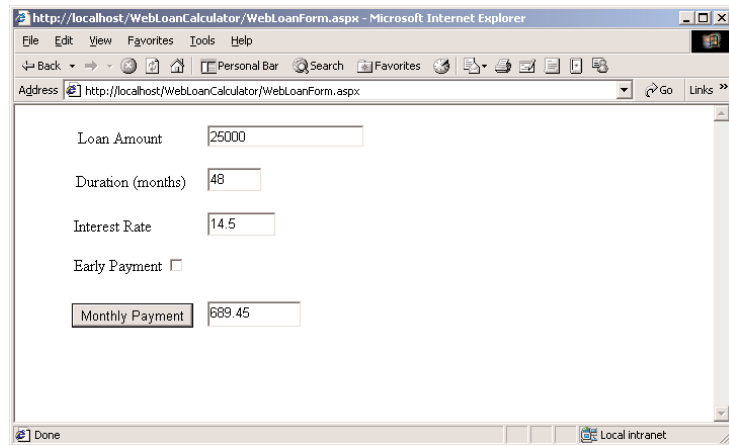 http://localhost/WebLoanCalculator/WebLoanForm.aspx - Microsoft Internet Explorer
File Edit View Favorites Tools Help
Back Personal Bar Search Favorites
Address http://localhost/WebLoanCalculator/WebLoanForm.aspx Go Links »
Loan Amount 25000
Duration (months) 48
Interest Rate 14.5
Early Payment
Monthly Payment 689.45
Done Local intranet